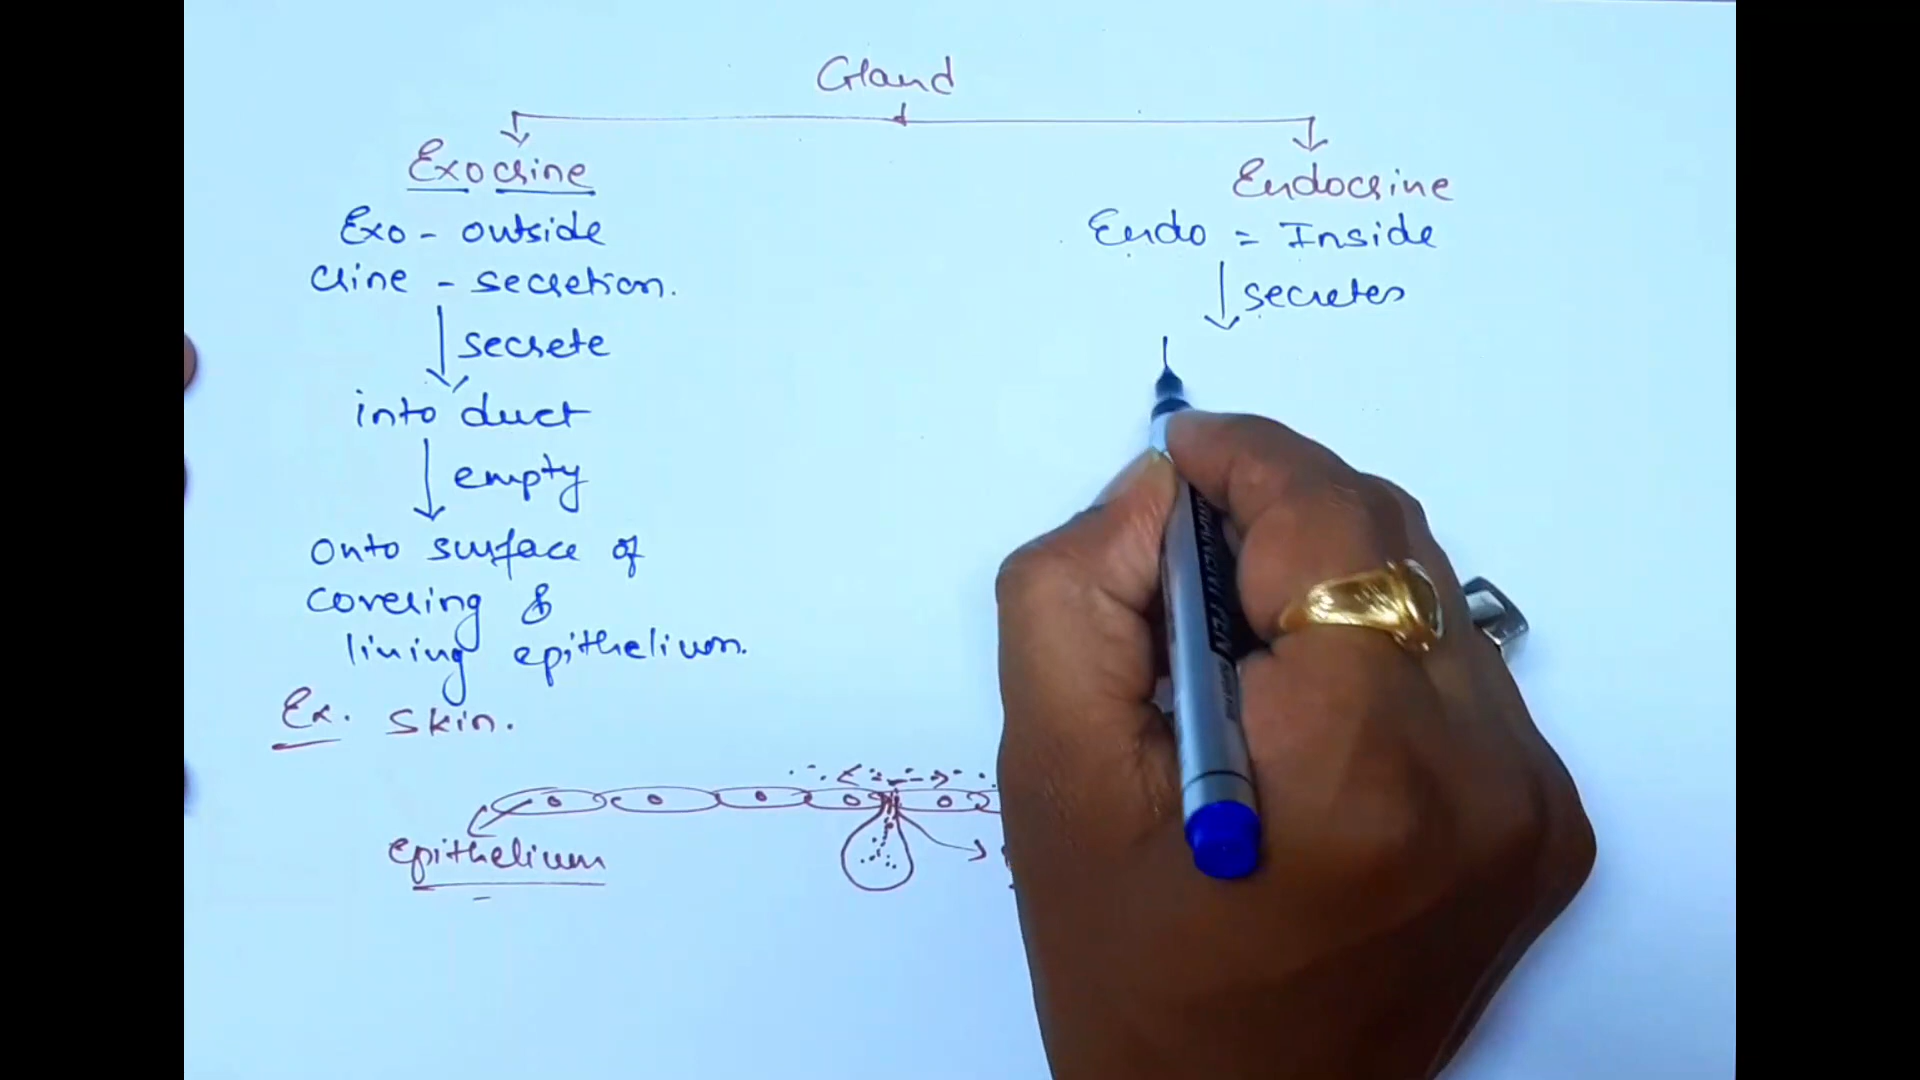 Gland
Exocrine
Exo - outside
crine - secretion.
secrete
into duct
empty
onto surface of
covering &
lining epithelium.
Ex. skin.
epithelium
Endocrine
Endo = Inside
secretes